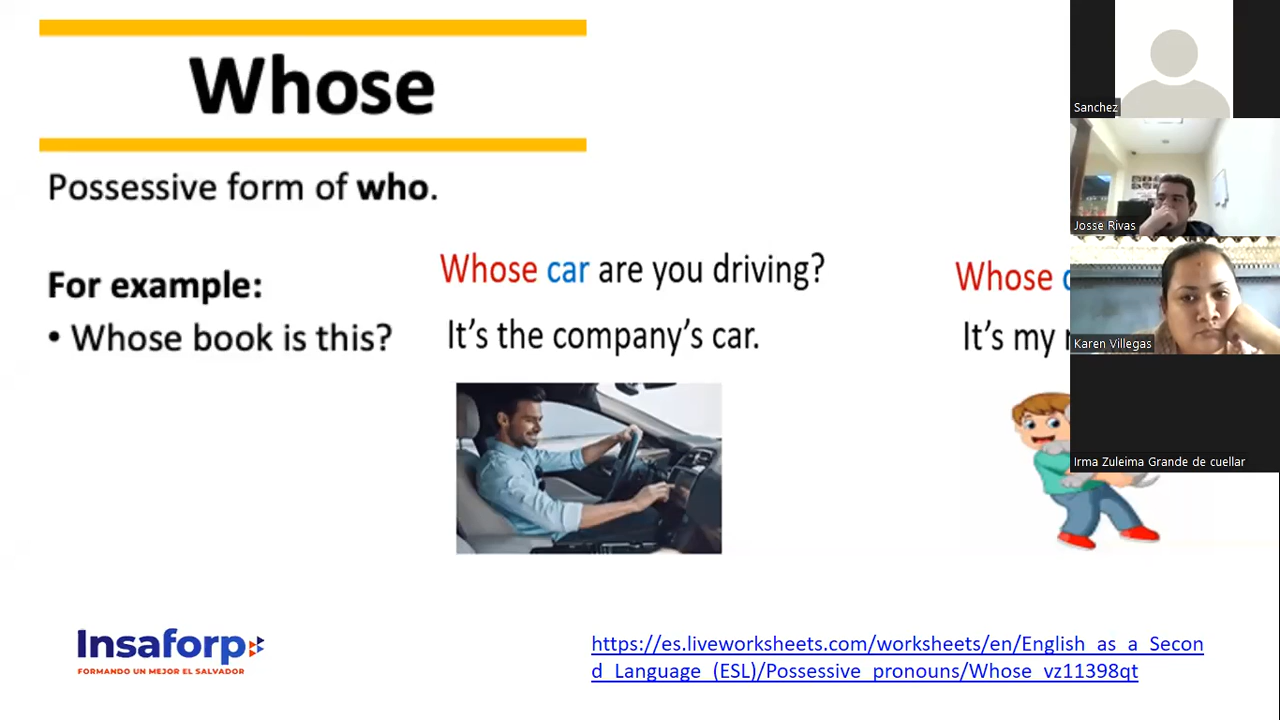 Whose
Possessive form of who.
For example:
• Whose book is this?
Whose car are you driving?
It’s the company’s car.
Whose
It’s my
Insaforp
FORMANDO UN MEJOR EL SALVADOR
https://es.liveworksheets.com/worksheets/en/English_as_a_Secon
d_Language_(ESL)/Possessive_pronouns/Whose_vz11398qt
Sanchez
Josse Rivas
Karen Villegas
Irma Zuleima Grande de cuellar